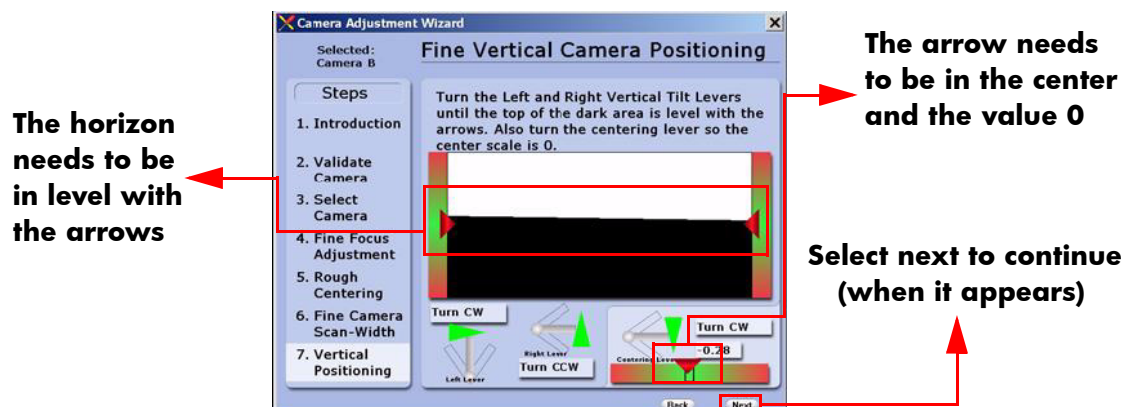 Camera Adjustment Wizard
Selected:
Camera B
Fine Vertical Camera Positioning
Steps
1. Introduction
2. Validate
Camera
3. Select
Camera
4. Fine Focus
Adjustment
5. Rough
Centering
6. Fine Camera
Scan-Width
7. Vertical
Positioning
Turn the Left and Right Vertical Tilt Levers
until the top of the dark area is level with the
arrows. Also turn the centering lever so the
center scale is 0.
Turn CW
Left Lever
Right Lever
Turn CCW
Centering Lever
Turn CW
-0.28
Back
Next
The horizon
needs to be
in level with
the arrows
The arrow needs
to be in the center
and the value 0
Select next to continue
(when it appears)